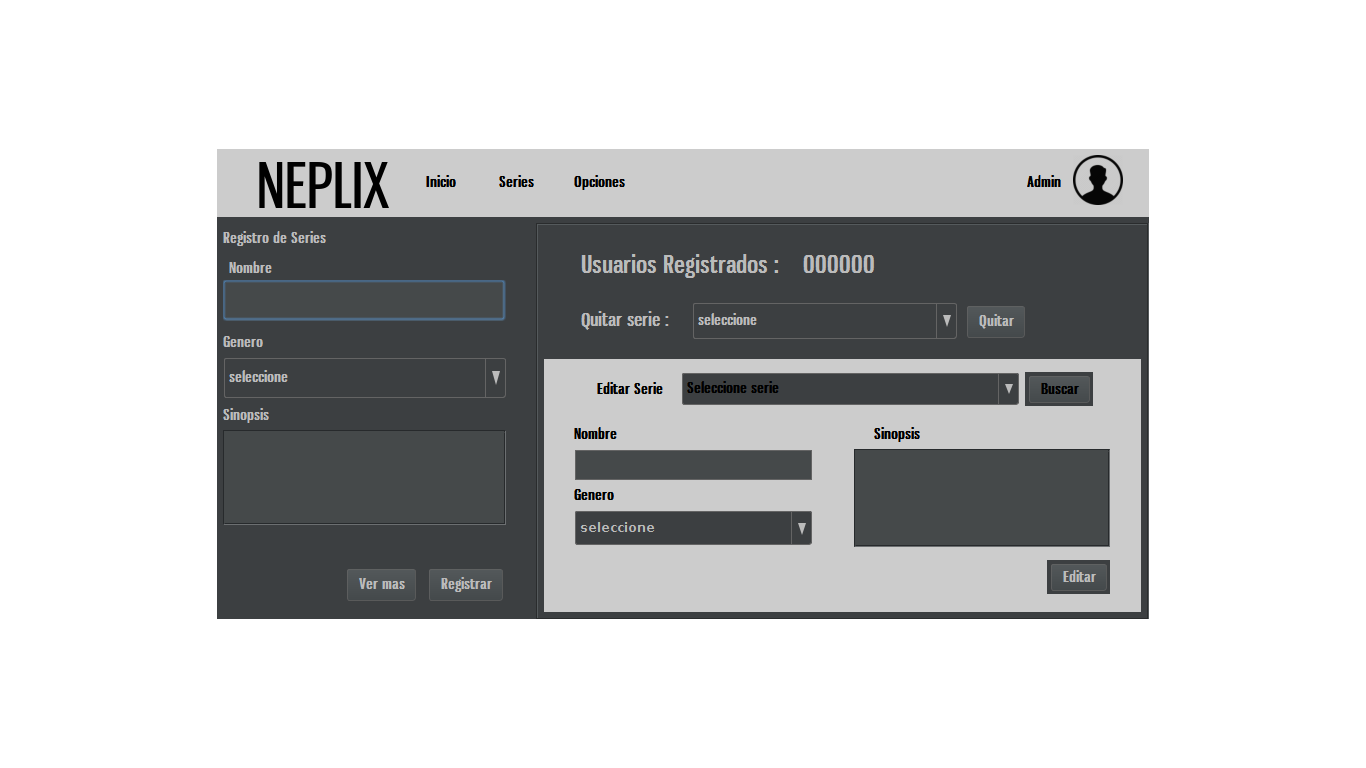 NEPLIX
Inicio
Series
Opciones
Admin
Registro de Series
Nombre
Genero
seleccione
Sinopsis
Ver mas
Registrar
Usuarios Registrados : 000000
Quitar serie :
seleccione
Quitar
Editar Serie
Seleccione serie
Buscar
Nombre
Genero
seleccione
Sinopsis
Editar